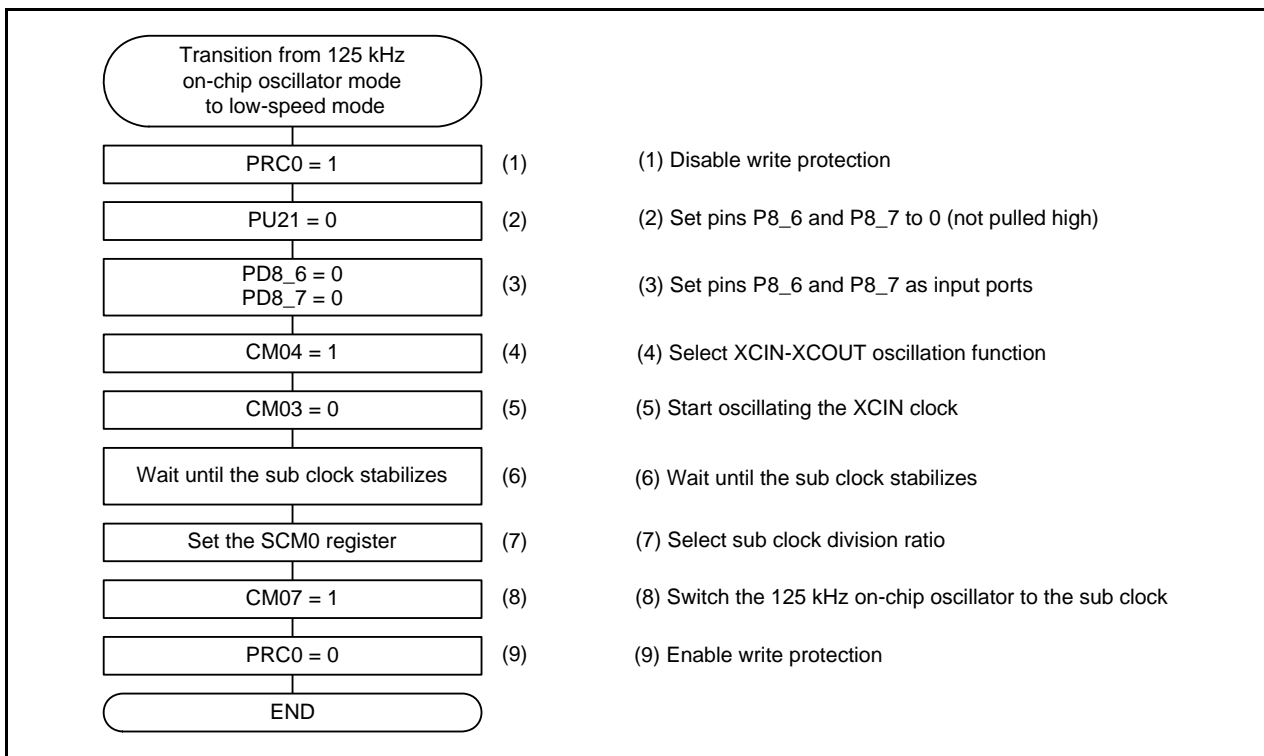 Transition from 125 kHz
on-chip oscillator mode
to low-speed mode
PRC0 = 1 (1) (1) Disable write protection
PU21 = 0 (2) (2) Set pins P8_6 and P8_7 to 0 (not pulled high)
PD8_6 = 0
PD8_7 = 0 (3) (3) Set pins P8_6 and P8_7 as input ports
CM04 = 1 (4) (4) Select XCIN-XCOUT oscillation function
CM03 = 0 (5) (5) Start oscillating the XCIN clock
Wait until the sub clock stabilizes (6) (6) Wait until the sub clock stabilizes
Set the SCM0 register (7) (7) Select sub clock division ratio
CM07 = 1 (8) (8) Switch the 125 kHz on-chip oscillator to the sub clock
PRC0 = 0 (9) (9) Enable write protection
END